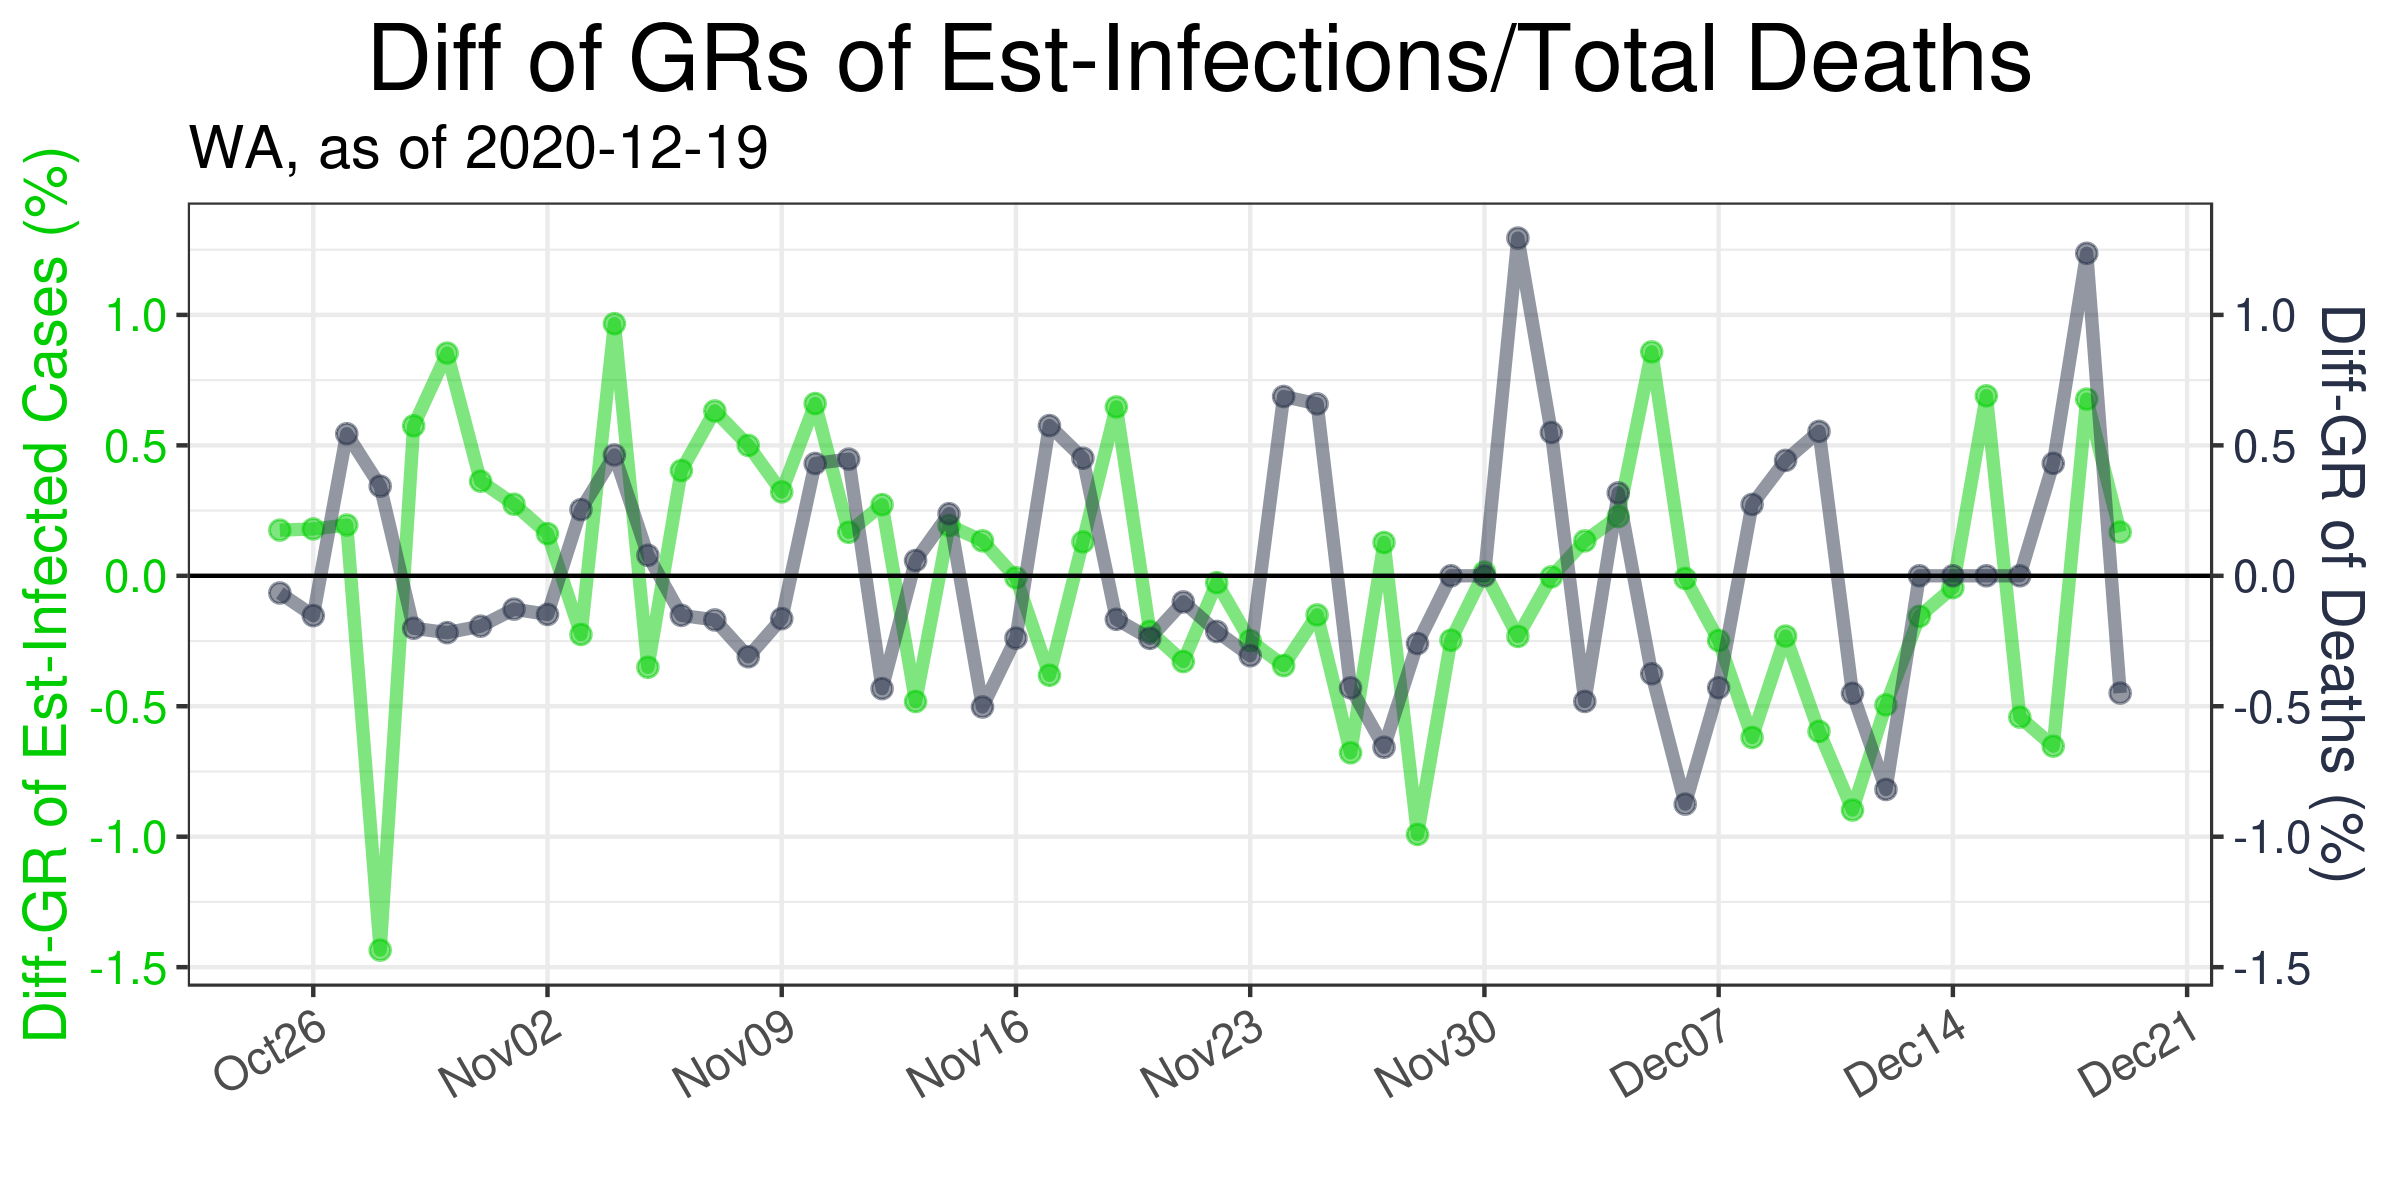 Diff of GRs of Est-Infections/Total Deaths
WA, as of 2020-12-19
Diff-GR of Est-Infected Cases (%)
1.0
0.5
0.0
-0.5
-1.0
-1.5
1.0
0.5
0.0
-0.5
-1.0
-1.5
Diff-GR of Deaths (%)
Oct26
Nov02
Nov09
Nov16
Nov23
Nov30
Dec07
Dec14
Dec21